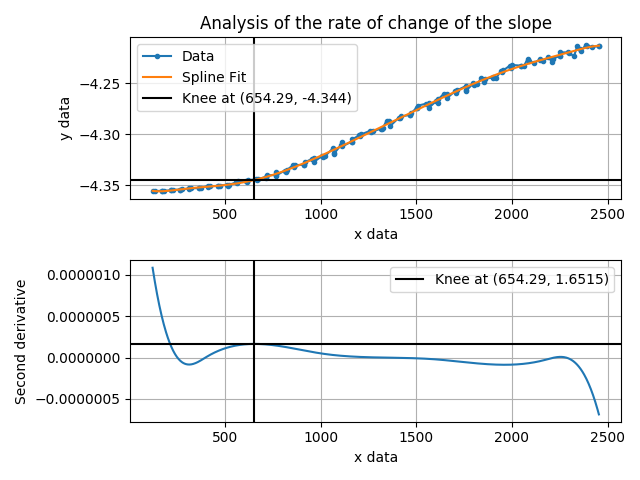 Analysis of the rate of change of the slope
Data
Spline Fit
Knee at (654.29, -4.344)
−4.25
−4.30
−4.35
y data
500
1000
1500
2000
2500
x data
Knee at (654.29, 1.6515)
0.0000010
0.0000005
0.0000000
−0.0000005
Second derivative
500
1000
1500
2000
2500
x data